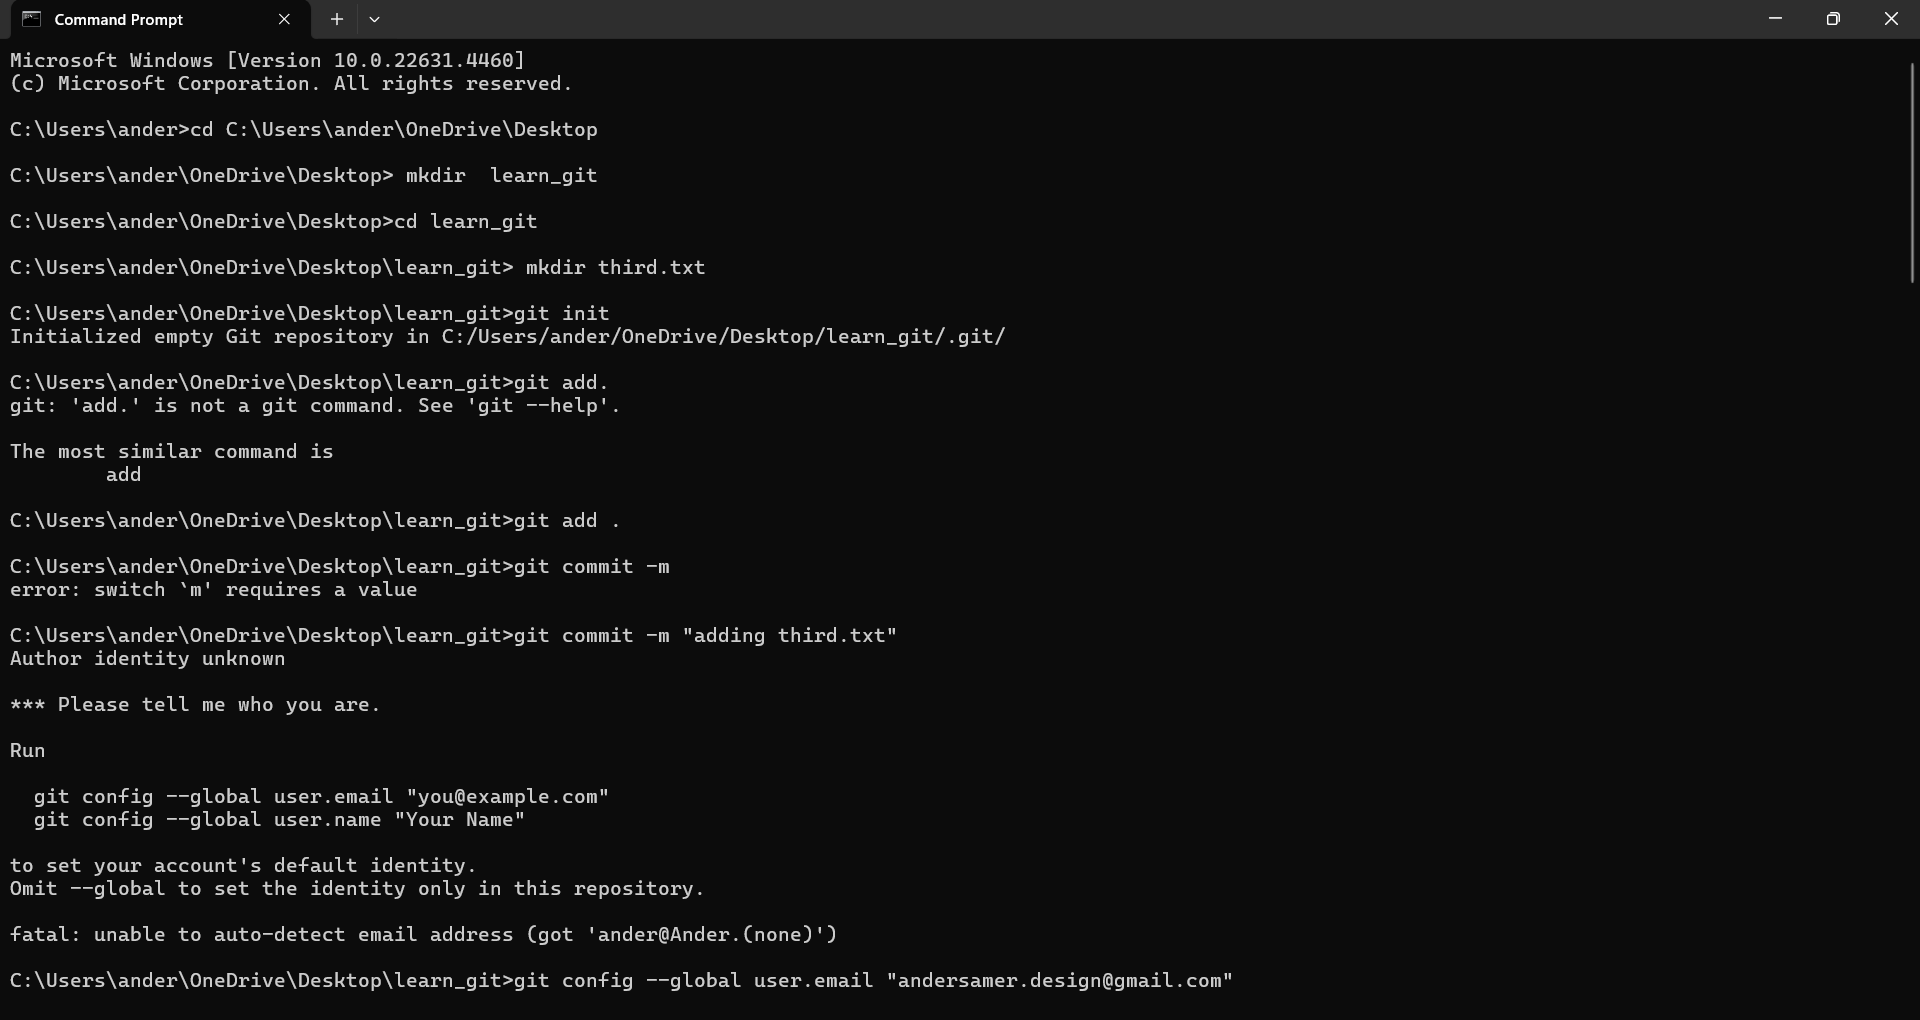 Command Prompt
Microsoft Windows [Version 10.0.22631.4460]
(c) Microsoft Corporation. All rights reserved.
C:\Users\ander>cd C:\Users\ander\OneDrive\Desktop
C:\Users\ander\OneDrive\Desktop> mkdir  learn_git
C:\Users\ander\OneDrive\Desktop>cd learn_git
C:\Users\ander\OneDrive\Desktop\learn_git> mkdir third.txt
C:\Users\ander\OneDrive\Desktop\learn_git>git init
Initialized empty Git repository in C:/Users/ander/OneDrive/Desktop/learn_git/.git/
C:\Users\ander\OneDrive\Desktop\learn_git>git add.
git: 'add.' is not a git command. See 'git --help'.
The most similar command is
        add
C:\Users\ander\OneDrive\Desktop\learn_git>git add .
C:\Users\ander\OneDrive\Desktop\learn_git>git commit -m
error: switch `m' requires a value
C:\Users\ander\OneDrive\Desktop\learn_git>git commit -m "adding third.txt"
Author identity unknown
*** Please tell me who you are.
Run
  git config --global user.email "you@example.com"
  git config --global user.name "Your Name"
to set your account's default identity.
Omit --global to set the identity only in this repository.
fatal: unable to auto-detect email address (got 'ander@Ander.(none)')
C:\Users\ander\OneDrive\Desktop\learn_git>git config --global user.email "andersamer.design@gmail.com"